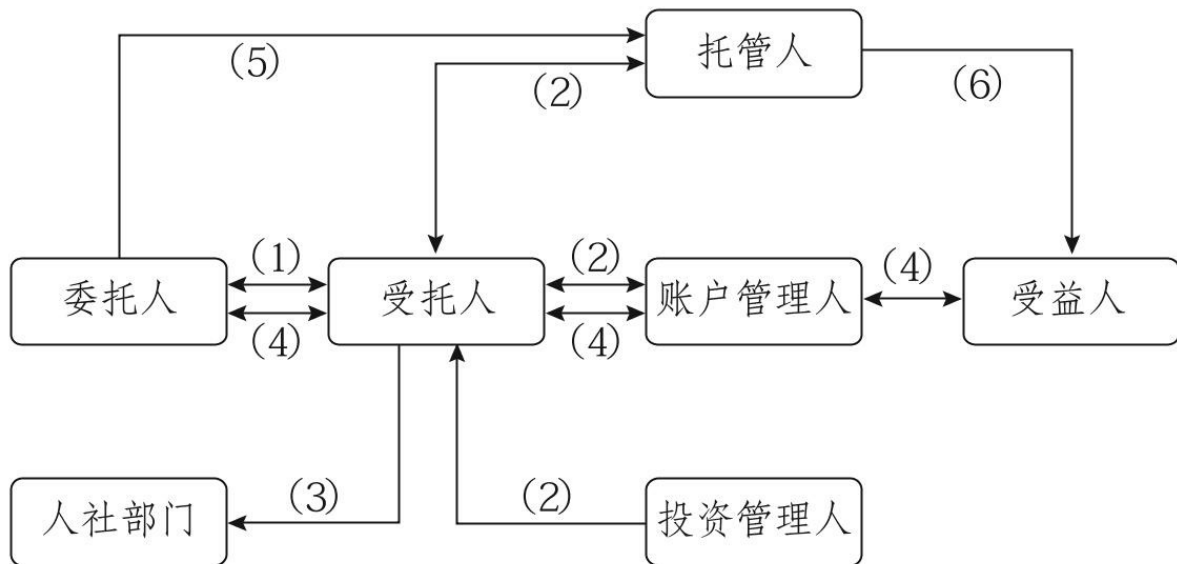 托管人
(5)
(2)
(6)
(1)
(2)
(4)
委托人
受托人
账户管理人
受益人
(4)
(4)
人社部门
(3)
(2)
投资管理人